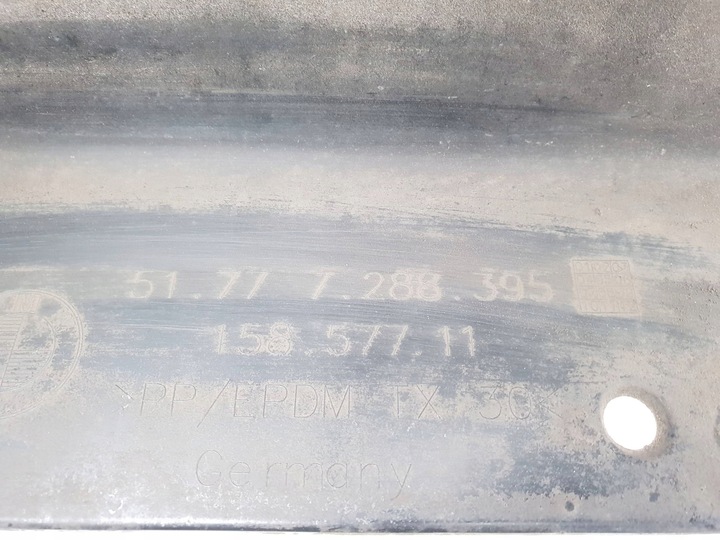 51.77 7.288.395
158.577.11
>PP/EPDM TX 30<
Germany